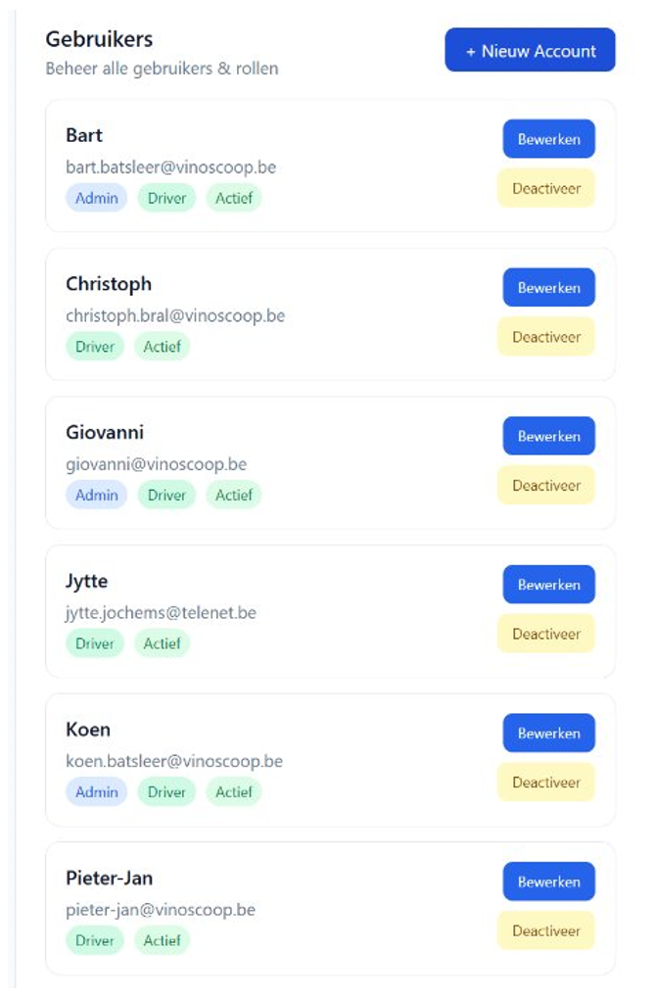 Gebruikers
Beheer alle gebruikers & rollen
+ Nieuw Account
Bart
bart.batsleer@vinoscoop.be
Admin Driver Actief
Bewerken
Deactiveer
Christoph
christoph.bral@vinoscoop.be
Driver Actief
Bewerken
Deactiveer
Giovanni
giovanni@vinoscoop.be
Admin Driver Actief
Bewerken
Deactiveer
Jytte
jytte.jochems@telenet.be
Driver Actief
Bewerken
Deactiveer
Koen
koen.batsleer@vinoscoop.be
Admin Driver Actief
Bewerken
Deactiveer
Pieter-Jan
pieter-jan@vinoscoop.be
Driver Actief
Bewerken
Deactiveer